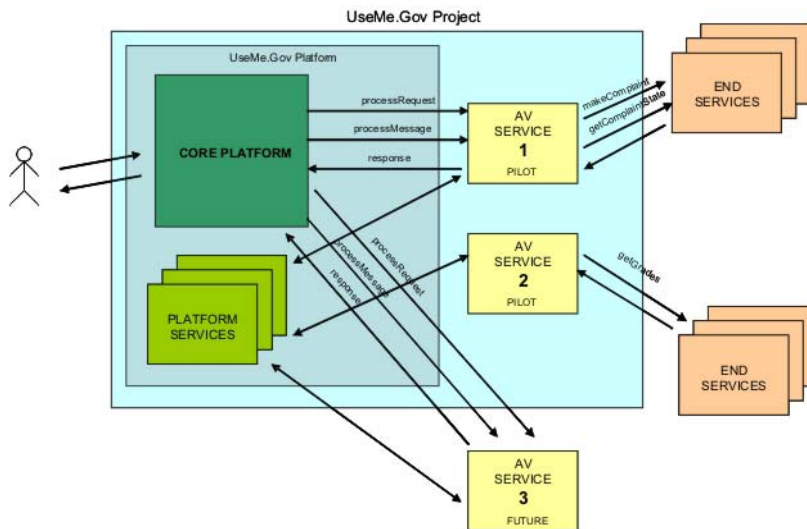 UseMe.Gov Project
UseMe.Gov Platform
CORE PLATFORM
processRequest
processMessage
response
AV
SERVICE
1
PILOT
makeComplaint
getComplaintState
END
SERVICES
processRequest
processMessage
response
AV
SERVICE
2
PILOT
getGrades
PLATFORM
SERVICES
END
SERVICES
AV
SERVICE
3
FUTURE